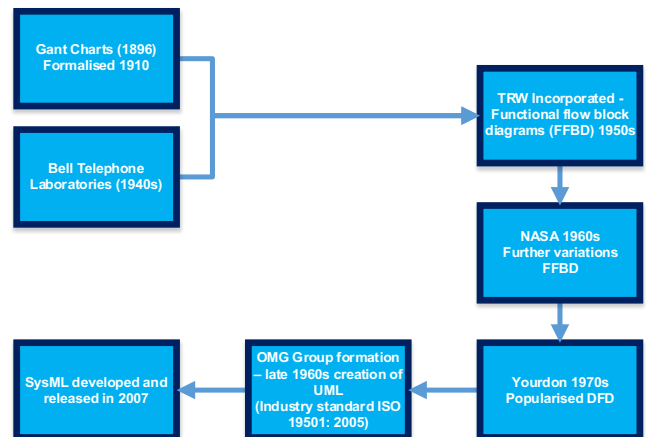 Gant Charts (1896)
Formalised 1910
Bell Telephone
Laboratories (1940s)
TRW Incorporated -
Functional flow block
diagrams (FFBD) 1950s
NASA 1960s
Further variations
FFBD
Yourdon 1970s
Popularised DFD
OMG Group formation
– late 1960s creation of
UML
(Industry standard ISO
19501: 2005)
SysML developed and
released in 2007